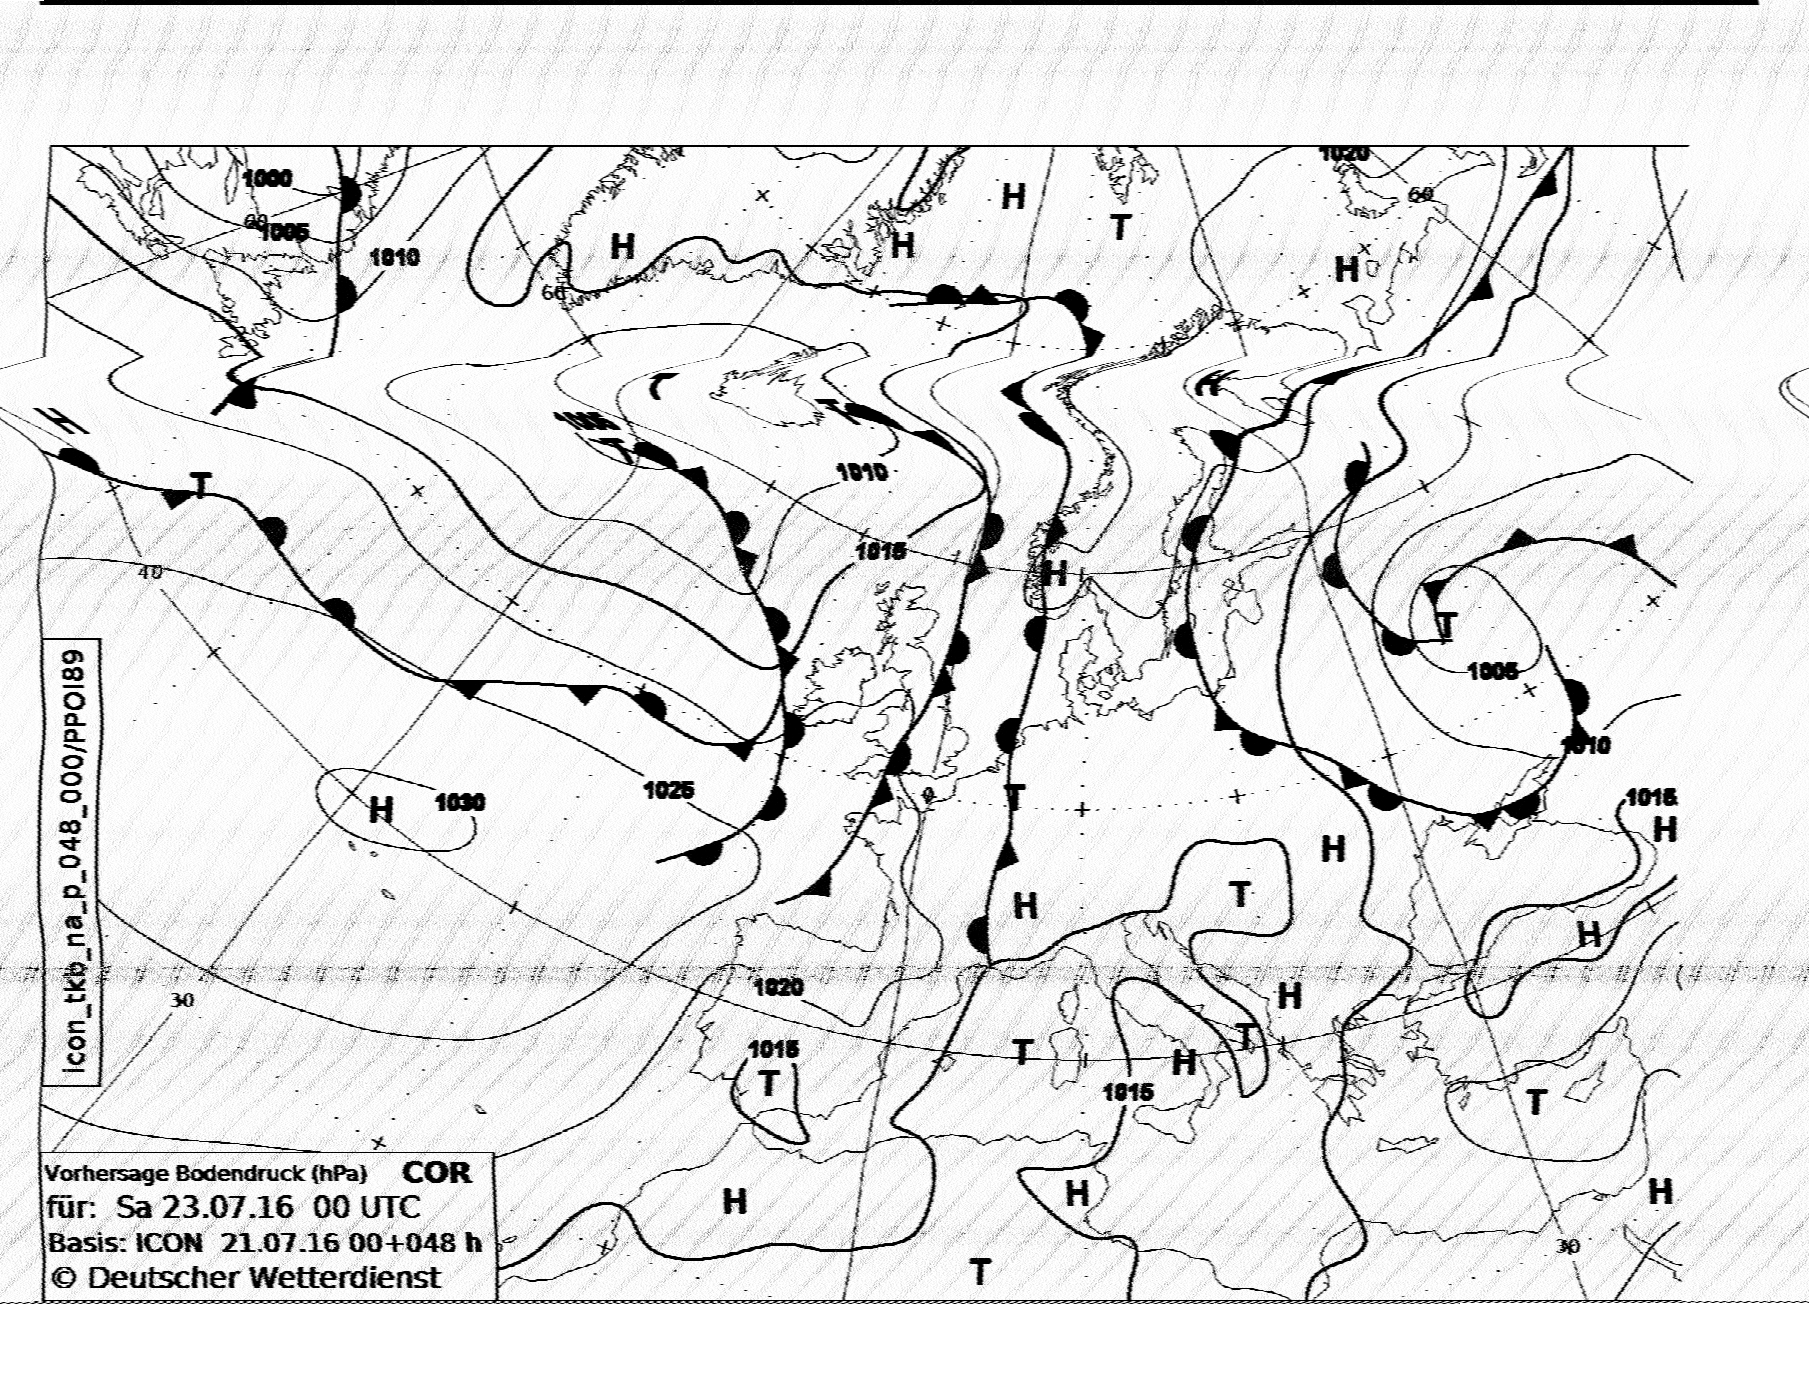 1020
1000
60
60
1005
H
T
1010
H
H
H
60
H
1005
T
T
H
T
1010
1015
40
H
T
1005
1010
H
1030
1025
0
T
1015
H
H
T
H
H
icon_tkb_na_p_048_000/PPOI89
30
1020
H
T
T
1015
T
H
1015
T
H
H
H
T
30
Vorhersage Bodendruck (hPa) COR
für: Sa 23.07.16 00 UTC
Basis: ICON 21.07.16 00+048 h
© Deutscher Wetterdienst